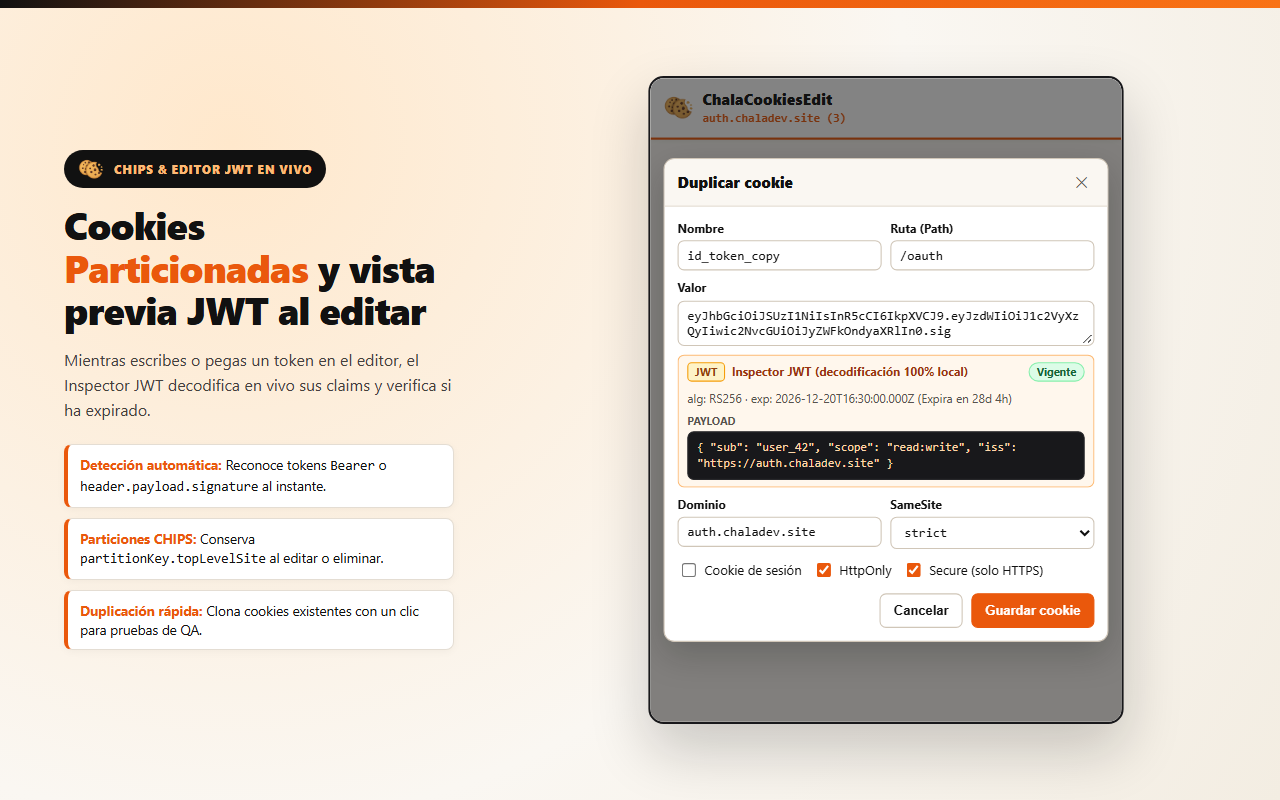 CHIPS & EDITOR JWT EN VIVO
Cookies
Particionadas y vista
previa JWT al editar
Mientras escribes o pegas un token en el editor, el
Inspector JWT decodifica en vivo sus claims y verifica si
ha expirado.
Detección automática: Reconoce tokens Bearer o
header.payload.signature al instante.
Particiones CHIPS: Conserva
partitionKey.topLevelSite al editar o eliminar.
Duplicación rápida: Clona cookies existentes con un clic
para pruebas de QA.
ChalaCookiesEdit
auth.chaladev.site (3)
Duplicar cookie
Nombre
Ruta (Path)
id_token_copy
/oauth
Valor
eyJhbGciOiJSUzI1NiIsInR5cCI6IkpXVCJ9.eyJzdWIiOiJ1c2VyXz
QyIiwic2NvcGUiOiJyZWFkOndyaXRlIn0.sig
JWT Inspector JWT (decodificación 100% local) Vigente
alg: RS256 · exp: 2026-12-20T16:30:00.000Z (Expira en 28d 4h)
PAYLOAD
{ "sub": "user_42", "scope": "read:write", "iss":
"https://auth.chaladev.site" }
Dominio
SameSite
auth.chaladev.site
strict
Cookie de sesión HttpOnly Secure (solo HTTPS)
Cancelar Guardar cookie